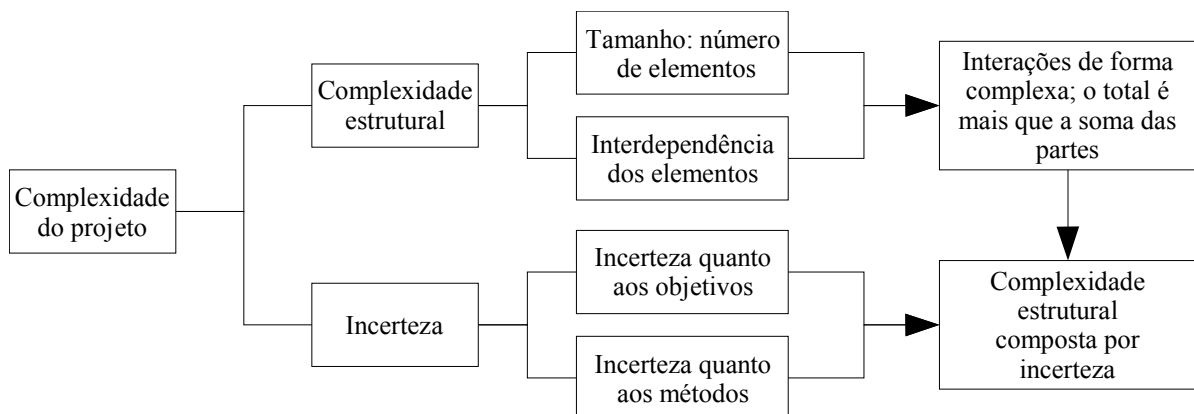 Complexidade
do projeto
Complexidade
estrutural
Tamanho: número
de elementos
Interdependência
dos elementos
Interações de forma
complexa; o total é
mais que a soma das
partes
Incerteza
Incerteza quanto
aos objetivos
Incerteza quanto
aos métodos
Complexidade
estrutural
composta por
incerteza